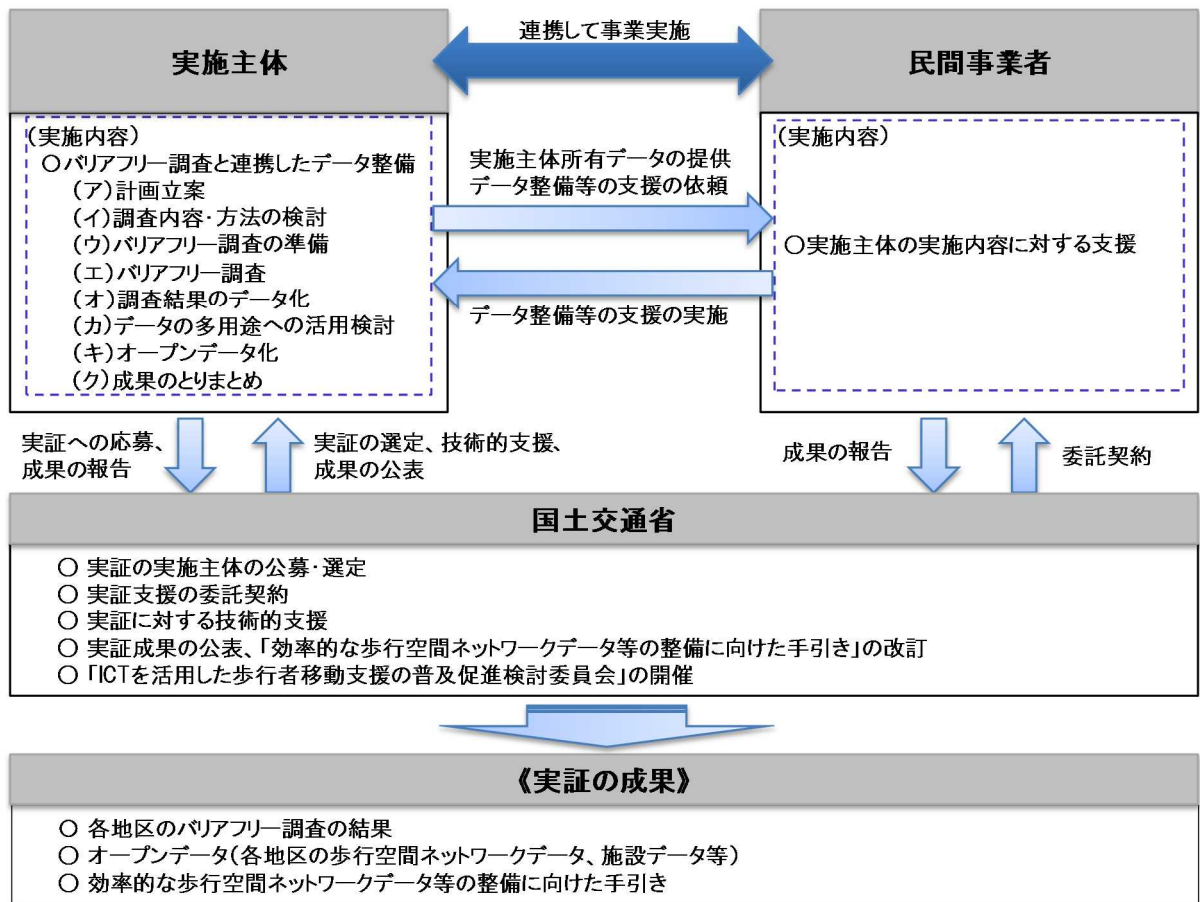 連携して事業実施
実施主体
民間事業者
(実施内容)
〇バリアフリー調査と連携したデータ整備
(ア)計画立案
(イ)調査内容・方法の検討
(ウ)バリアフリー調査の準備
(エ)バリアフリー調査
(オ)調査結果のデータ化
(カ)データの多用途への活用検討
(キ)オープンデータ化
(ク)成果のとりまとめ
実施主体所有データの提供
データ整備等の支援の依頼
データ整備等の支援の実施
(実施内容)
〇実施主体の実施内容に対する支援
実証への応募、
成果の報告
実証の選定、技術的支援、
成果の公表
成果の報告
委託契約
国土交通省
〇 実証の実施主体の公募・選定
〇 実証支援の委託契約
〇 実証に対する技術的支援
〇 実証成果の公表、「効率的な歩行空間ネットワークデータ等の整備に向けた手引き」の改訂
〇 「ICTを活用した歩行者移動支援の普及促進検討委員会」の開催
《実証の成果》
〇 各地区のバリアフリー調査の結果
〇 オープンデータ(各地区の歩行空間ネットワークデータ、施設データ等)
〇 効率的な歩行空間ネットワークデータ等の整備に向けた手引き